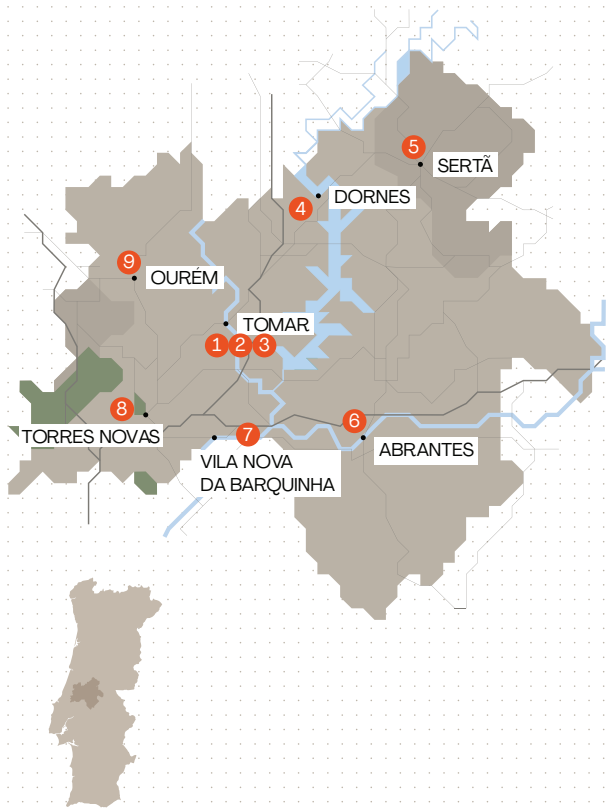 5
SERTÃ
DORNES
4
9
OURÉM
TOMAR
1 2 3
8
TORRES NOVAS
7
6
ABRANTES
VILA NOVA
DA BARQUINHA